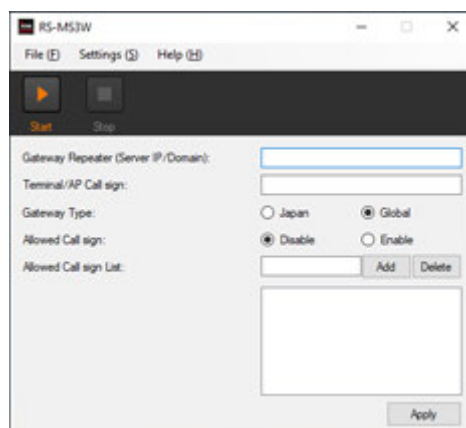 RS-MS3W
File (F) Settings (S) Help (H)
Start Stop
Gateway Repeater (Server IP/Domain):
Terminal/AP Call sign:
Gateway Type: Japan Global
Allowed Call sign: Disable Enable
Allowed Call sign List: Add Delete
Apply